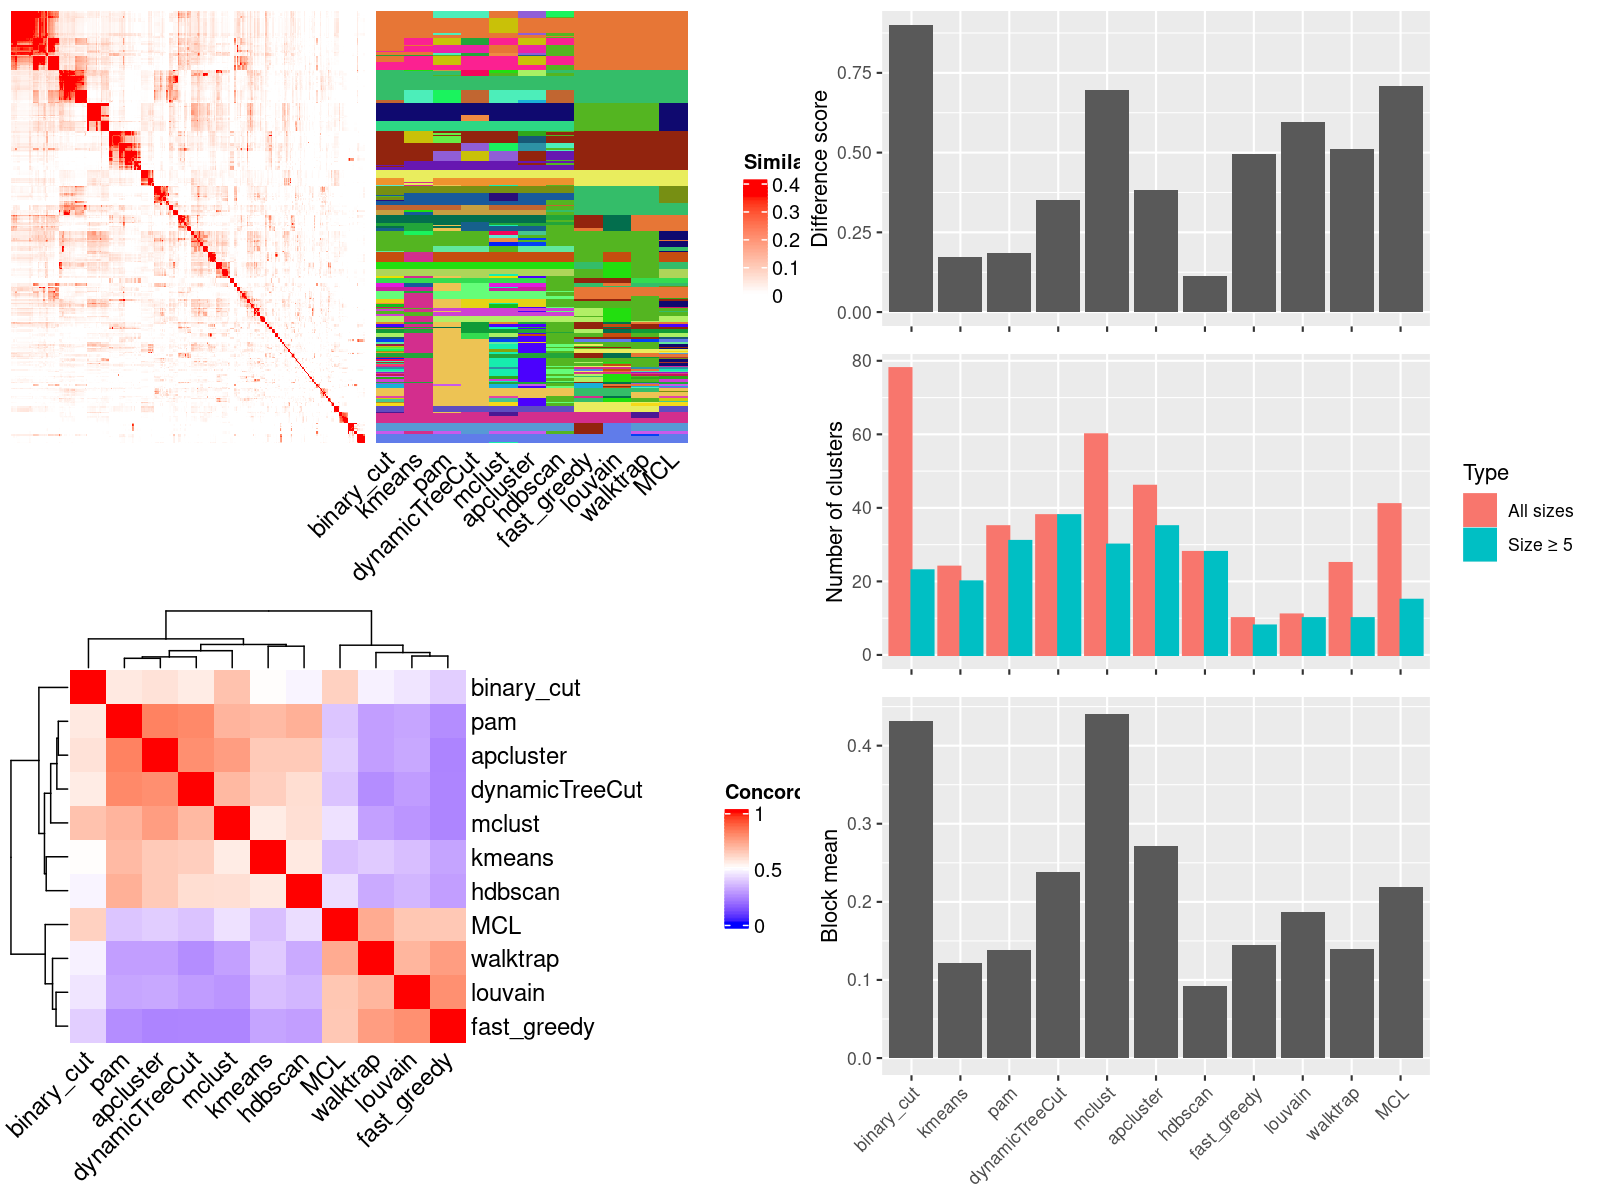 Simila
0.4
0.3
0.2
0.1
0
binary_cut
kmeans
pam
dynamicTreeCut
mclust
apcluster
hdbscan
fast_greedy
louvain
walktrap
MCL
binary_cut
pam
apcluster
dynamicTreeCut
mclust
kmeans
hdbscan
MCL
walktrap
louvain
fast_greedy
binary_cut
pam
apcluster
dynamicTreeCut
mclust
kmeans
hdbscan
MCL
walktrap
louvain
fast_greedy
Concord
1
0.5
0
Difference score
0.75
0.50
0.25
0.00
Number of clusters
80
60
40
20
0
Type
All sizes
Size ≥ 5
Block mean
0.4
0.3
0.2
0.1
0.0
binary_cut
kmeans
pam
dynamicTreeCut
mclust
apcluster
hdbscan
fast_greedy
louvain
walktrap
MCL